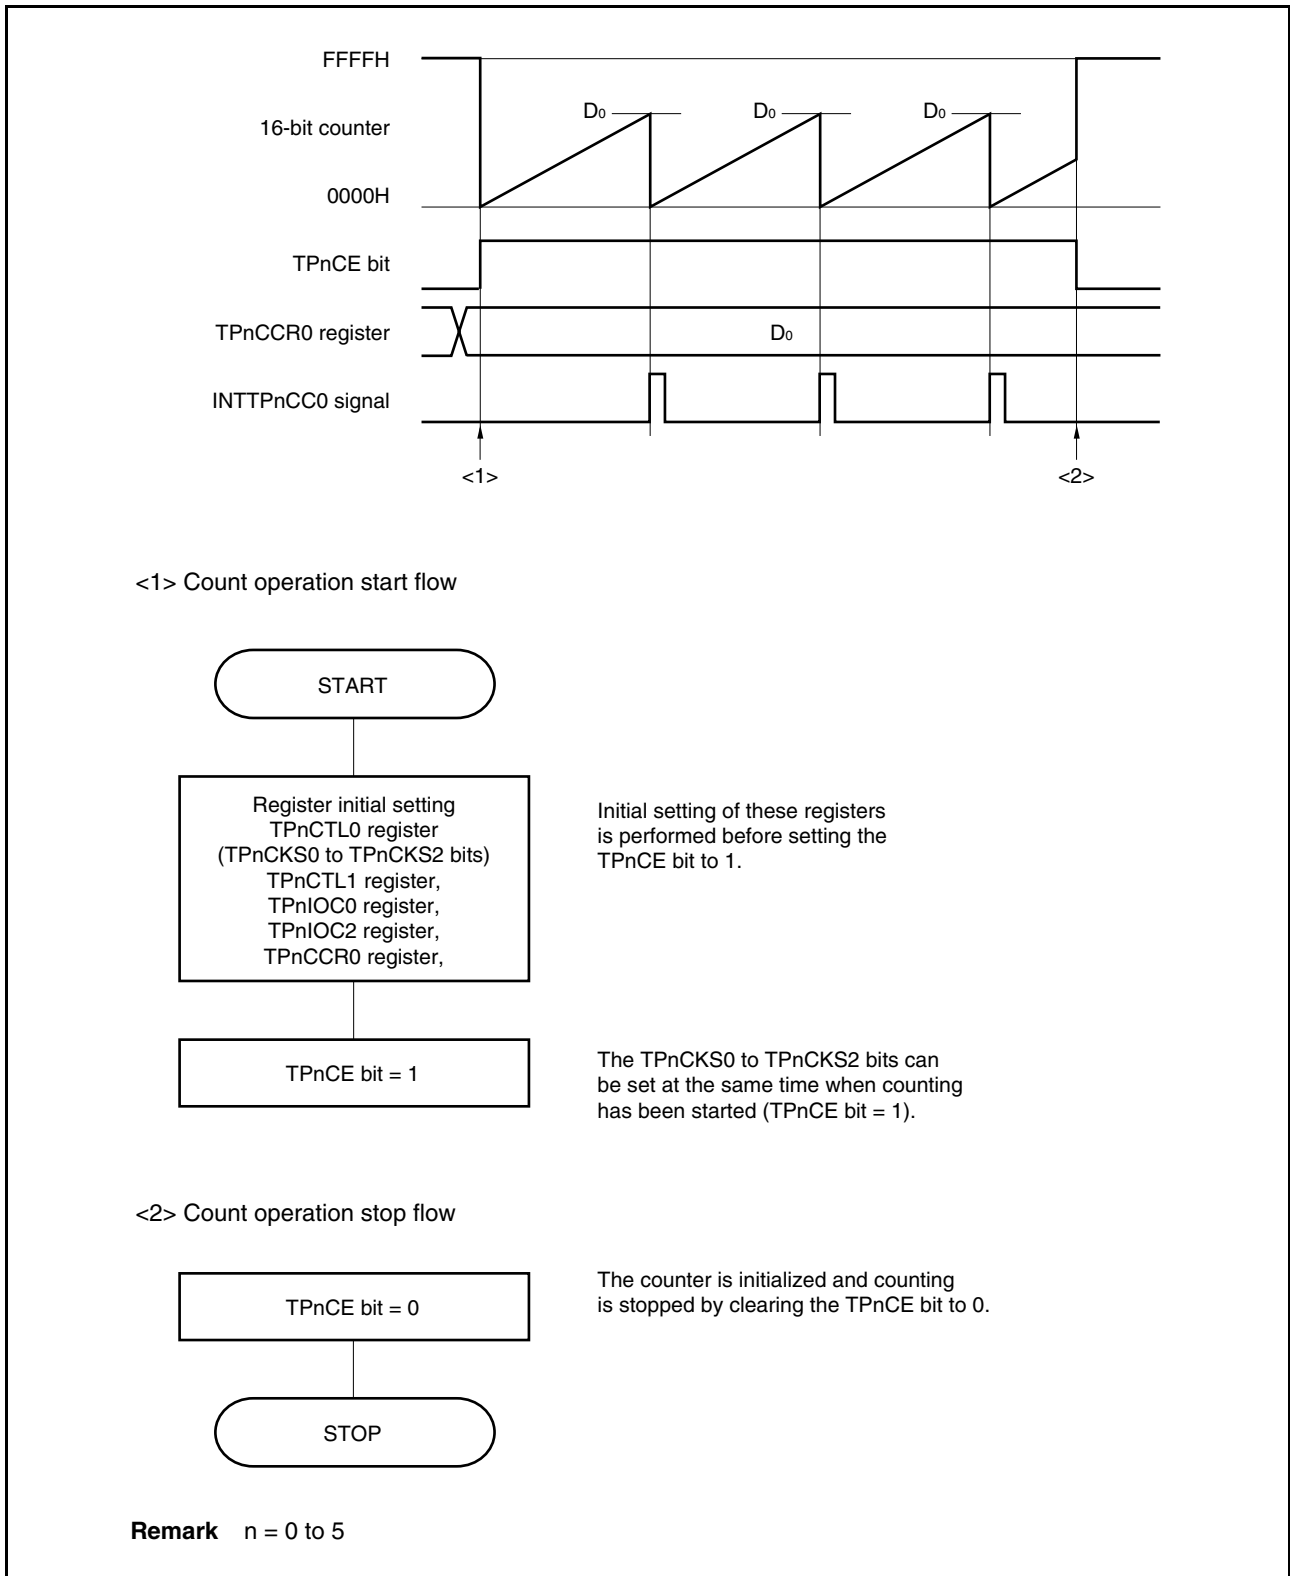 FFFFH
D0 D0 D0
16-bit counter
0000H
TPnCE bit
TPnCCR0 register D0
INTTPnCC0 signal
<1> <2>
<1> Count operation start flow
START
Register initial setting
TPnCTL0 register
(TPnCKS0 to TPnCKS2 bits)
TPnCTL1 register,
TPnIOC0 register,
TPnIOC2 register,
TPnCCR0 register,
Initial setting of these registers
is performed before setting the
TPnCE bit to 1.
TPnCE bit = 1
The TPnCKS0 to TPnCKS2 bits can
be set at the same time when counting
has been started (TPnCE bit = 1).
<2> Count operation stop flow
TPnCE bit = 0
The counter is initialized and counting
is stopped by clearing the TPnCE bit to 0.
STOP
Remark n = 0 to 5